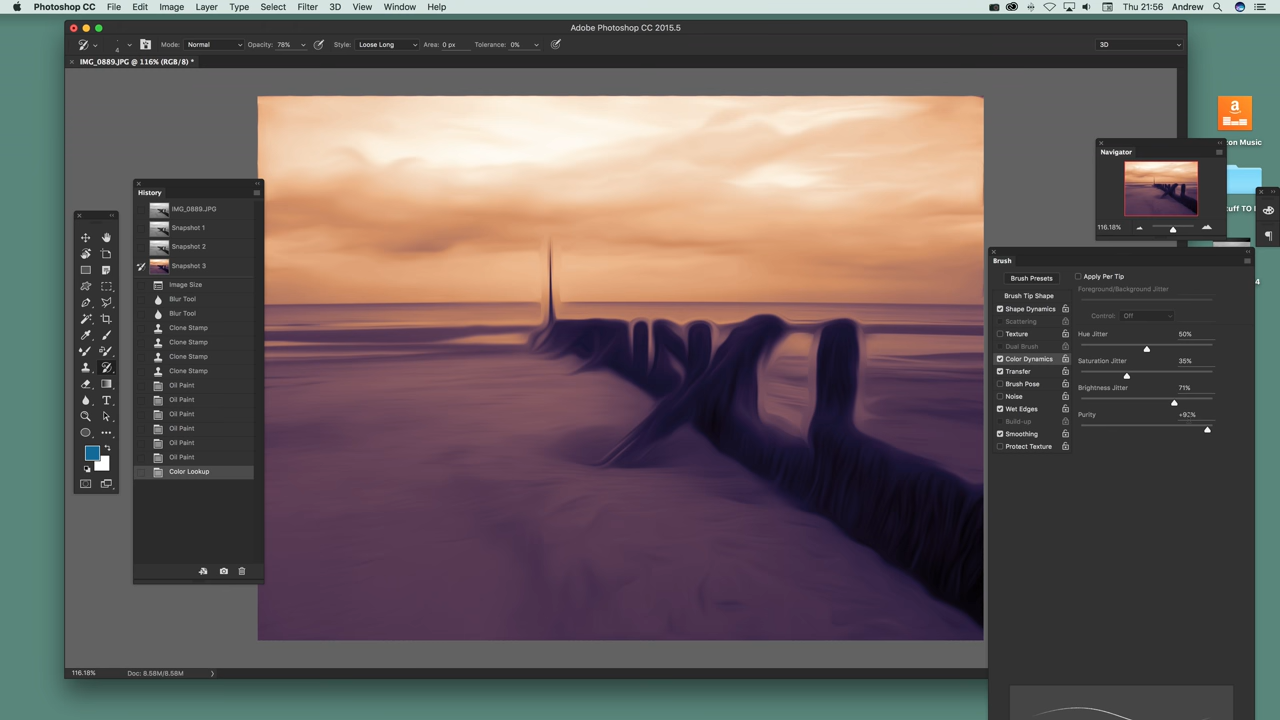 Photoshop CC File Edit Image Layer Type Select Filter 3D View Window Help Thu 21:56 Andrew
Adobe Photoshop CC 2015.5
4 Mode: Normal Opacity: 78% Style: Loose Long Area: 0 px Tolerance: 0% 3D
IMG_0889.JPG @ 116% (RGB/8) *
History
IMG_0889.JPG
Snapshot 1
Snapshot 2
Snapshot 3
Image Size
Blur Tool
Blur Tool
Clone Stamp
Clone Stamp
Clone Stamp
Clone Stamp
Oil Paint
Oil Paint
Oil Paint
Oil Paint
Oil Paint
Oil Paint
Color Lookup
Navigator
116.18%
Music
4
Brush
Brush Presets
Brush Tip Shape
Shape Dynamics
Scattering
Texture
Dual Brush
Color Dynamics
Transfer
Brush Pose
Noise
Wet Edges
Build-up
Smoothing
Protect Texture
Apply Per Tip
Foreground/Background Jitter
Control: Off
Hue Jitter 50%
Saturation Jitter 36%
Brightness Jitter 71%
Purity
116.18% Doc: 8.58M/8.58M